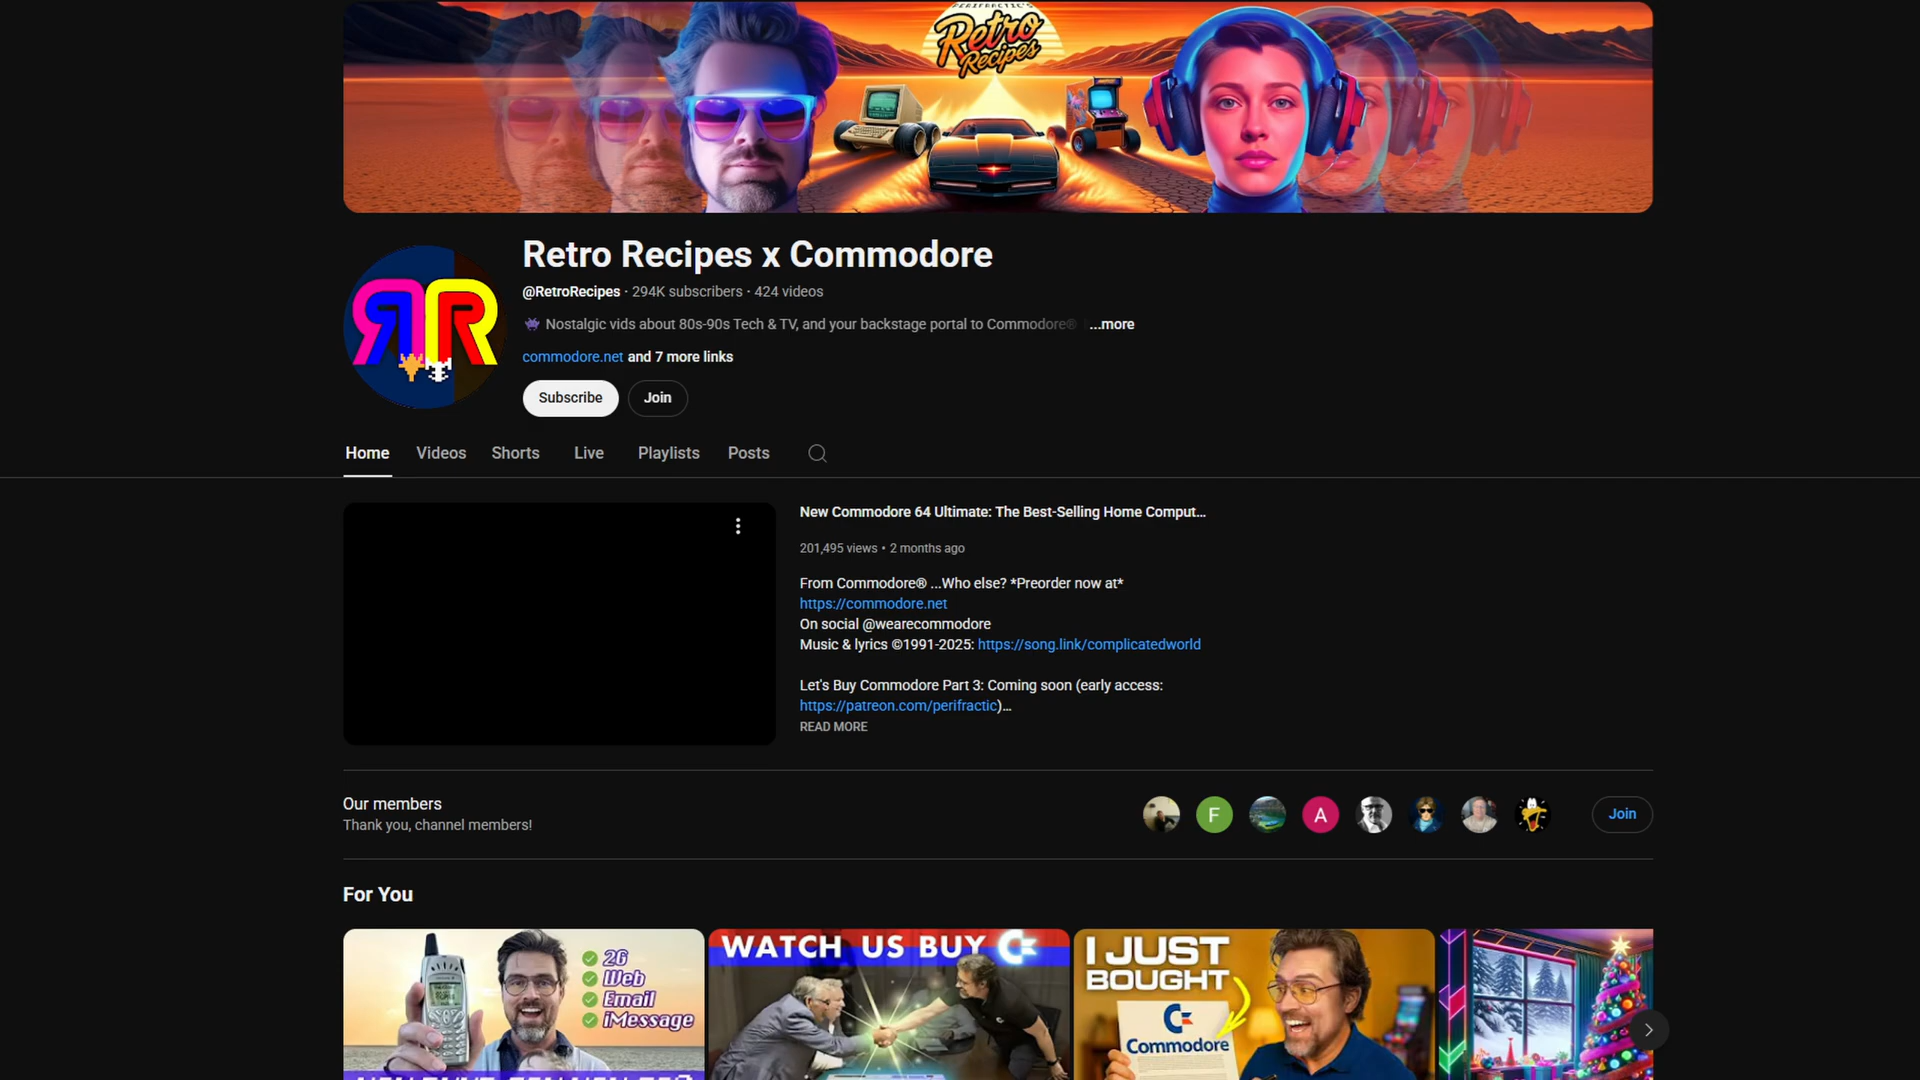 PERIFRACTIC'S
Retro
Recipes
Retro Recipes x Commodore
@RetroRecipes · 294K subscribers · 424 videos
Nostalgic vids about 80s-90s Tech & TV, and your backstage portal to Commodore® ...more
commodore.net and 7 more links
Subscribe
Join
Home
Videos
Shorts
Live
Playlists
Posts
New Commodore 64 Ultimate: The Best-Selling Home Comput...
201,495 views • 2 months ago
From Commodore® ...Who else? *Preorder now at*
https://commodore.net
On social @wearecommodore
Music & lyrics ©1991-2025: https://song.link/complicatedworld
Let's Buy Commodore Part 3: Coming soon (early access:
https://patreon.com/perifractic)...
READ MORE
Our members
Thank you, channel members!
F
A
Join
For You
2G
Web
Email
iMessage
WATCH US BUY
I JUST
BOUGHT
Commodore